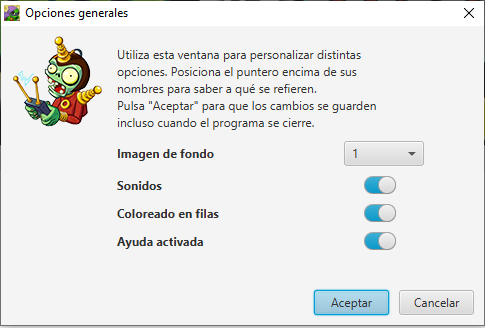 Opciones generales
Utiliza esta ventana para personalizar distintas
opciones. Posiciona el puntero encima de sus
nombres para saber a qué se refieren.
Pulsa "Aceptar" para que los cambios se guarden
incluso cuando el programa se cierre.
Imagen de fondo 1
Sonidos
Coloreado en filas
Ayuda activada
Aceptar Cancelar